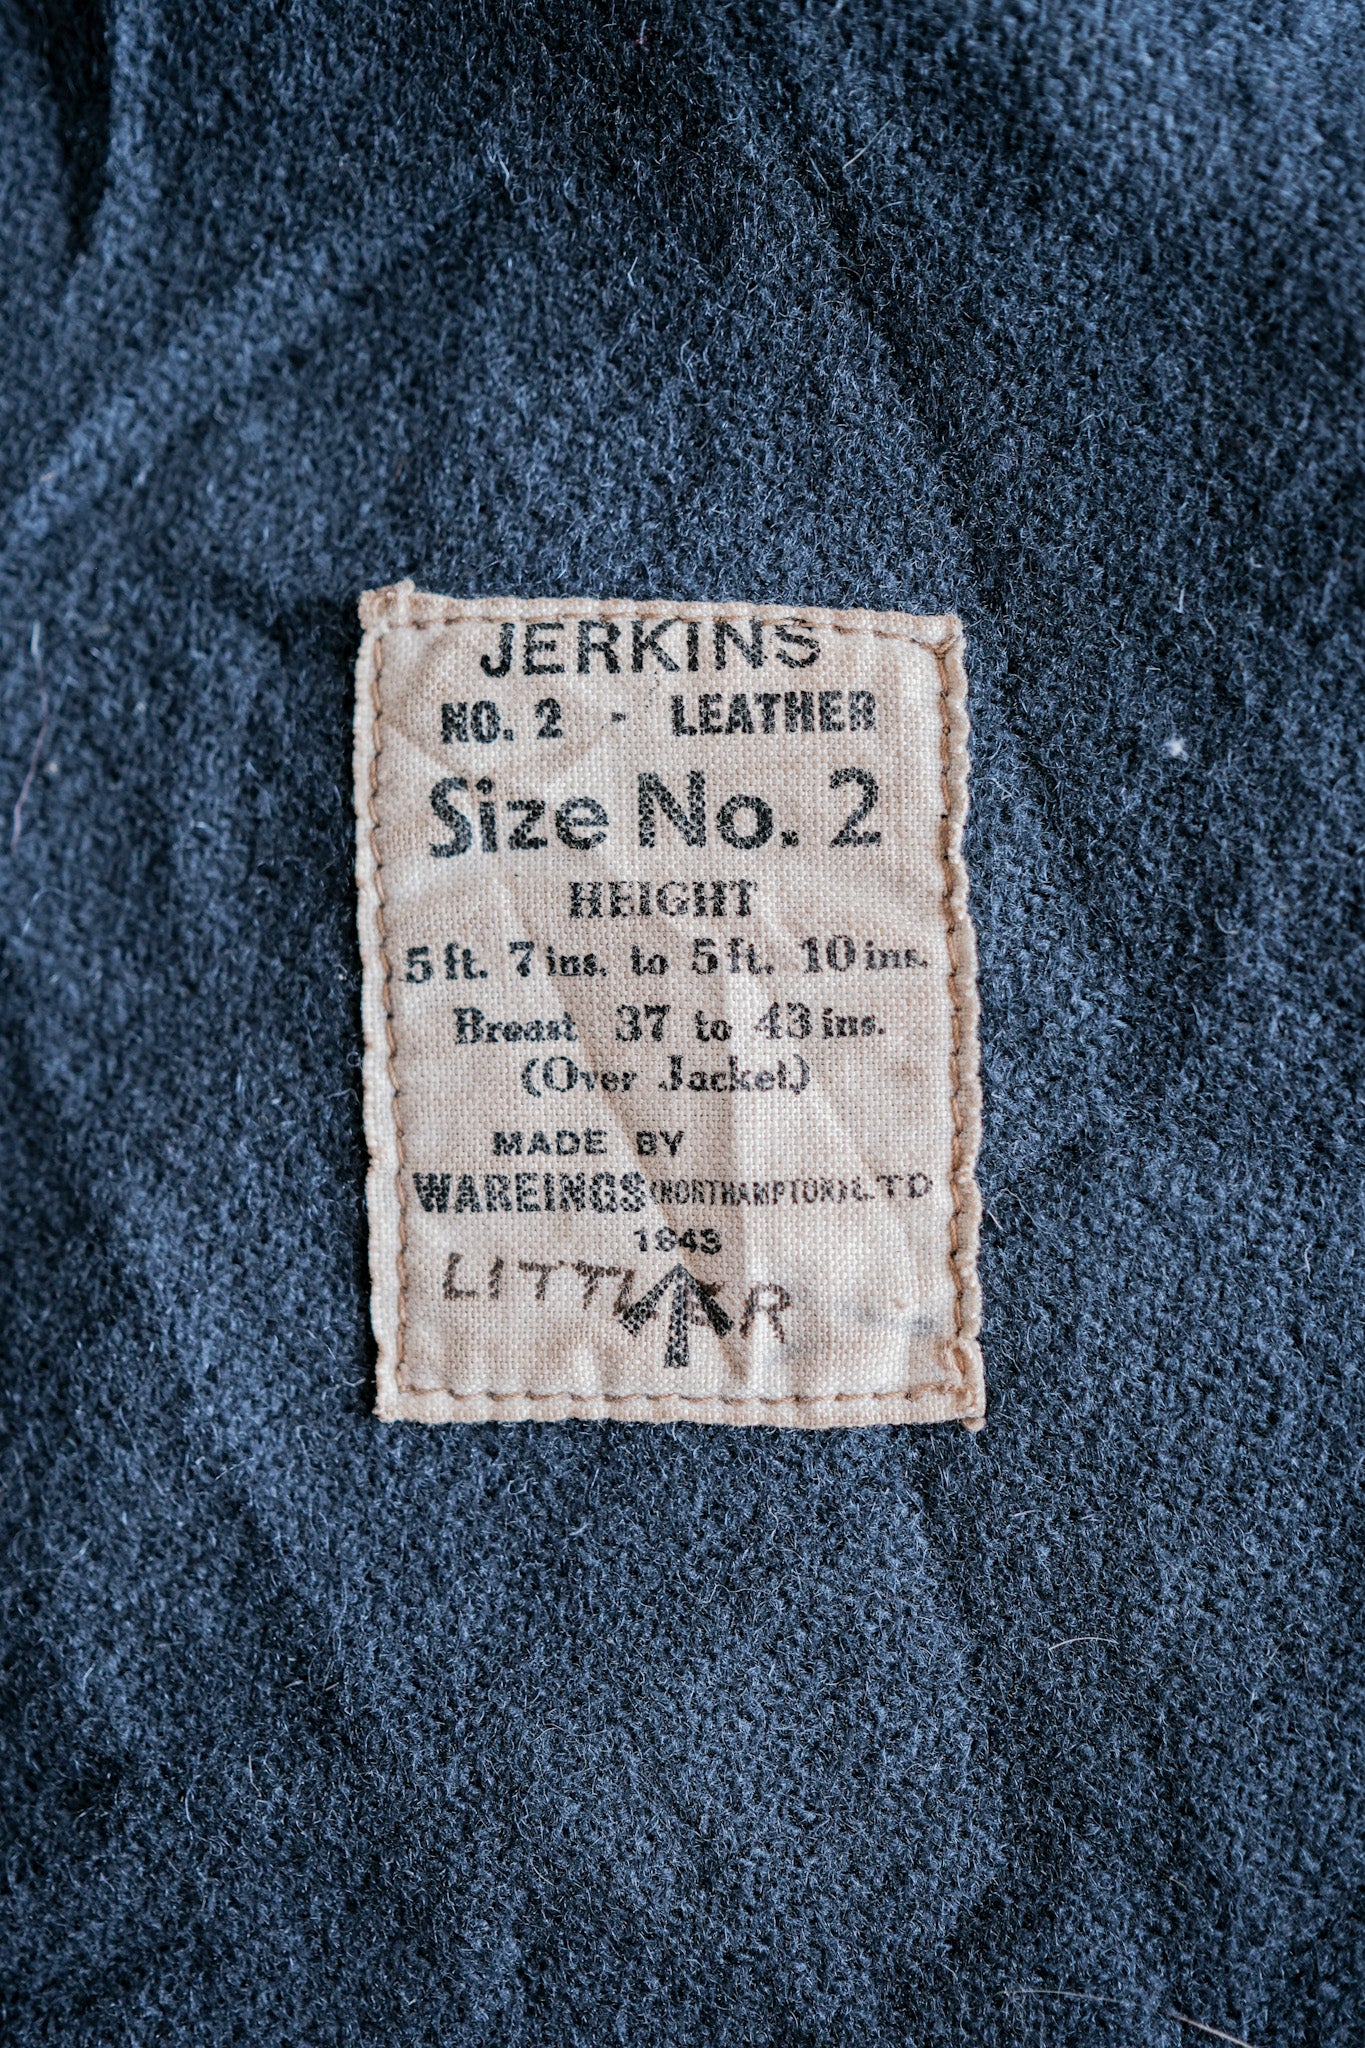 JERKINS
NO. 2 - LEATHER
Size No. 2
HEIGHT
5 ft. 7 ins. to 5 ft. 10 ins.
Breast 37 to 43 ins.
(Over Jacket)
MADE BY
WAREINGS (NORTHAMPTON) LTD
1943
LITTLER